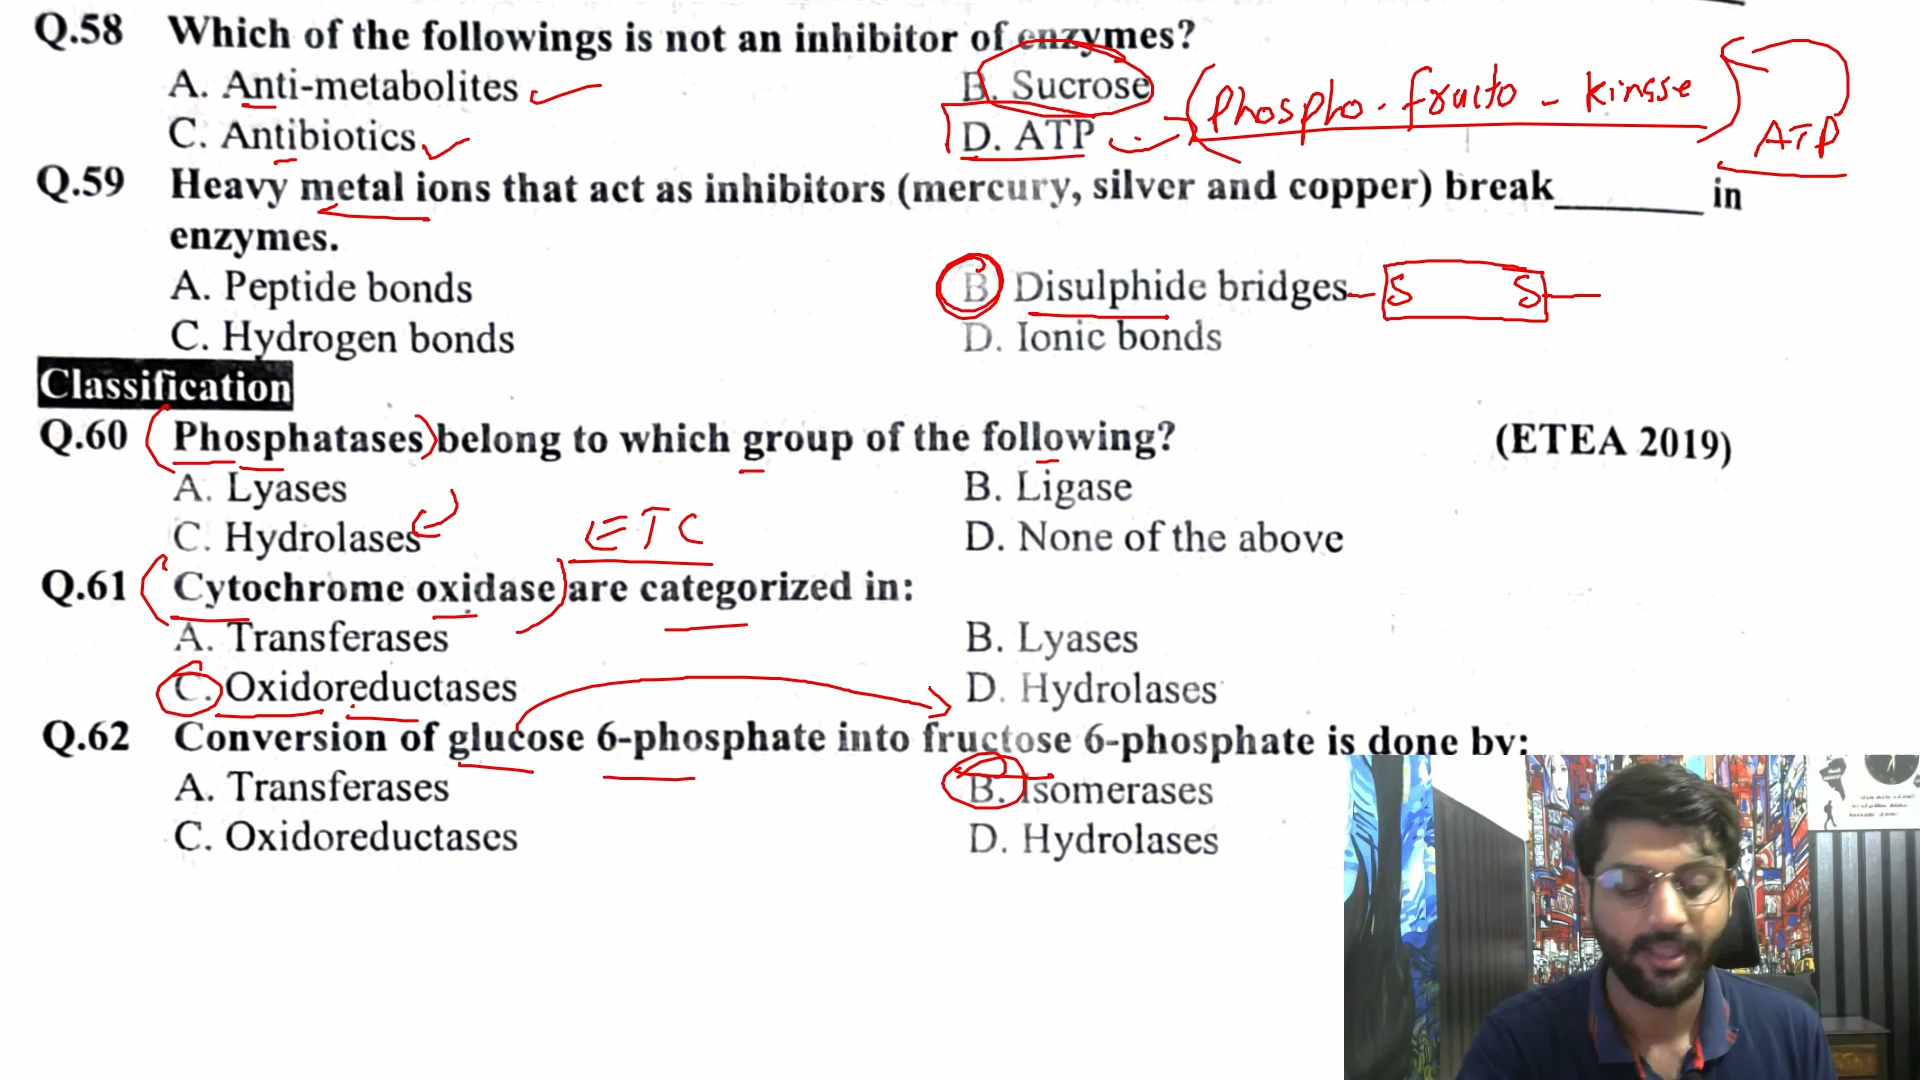 Q.58 Which of the followings is not an inhibitor of enzymes?
A. Anti-metabolites B. Sucrose
C. Antibiotics D. ATP
Phospho-fructo-kinsse
ATP
Q.59 Heavy metal ions that act as inhibitors (mercury, silver and copper) break_______ in
enzymes.
A. Peptide bonds B Disulphide bridges S S
C. Hydrogen bonds D. Ionic bonds
Classification
Q.60 Phosphatases belong to which group of the following? (ETEA 2019)
A. Lyases B. Ligase
C. Hydrolases D. None of the above
ETC
Q.61 Cytochrome oxidase are categorized in:
A. Transferases B. Lyases
C. Oxidoreductases D. Hydrolases
Q.62 Conversion of glucose 6-phosphate into fructose 6-phosphate is done by:
A. Transferases B. Isomerases
C. Oxidoreductases D. Hydrolases